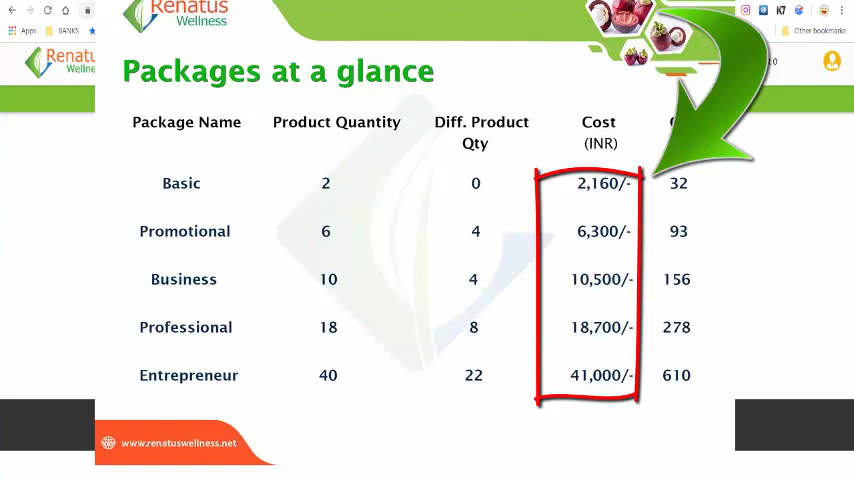 Apps
BANKS
Other bookmarks
K7
Renatus
Wellness
Renatus
Packages at a glance
Package Name Product Quantity Diff. Product Qty Cost (INR)
Basic 2 0 2,160/- 32
Promotional 6 4 6,300/- 93
Business 10 4 10,500/- 156
Professional 18 8 18,700/- 278
Entrepreneur 40 22 41,000/- 610
www.renatuswellness.net